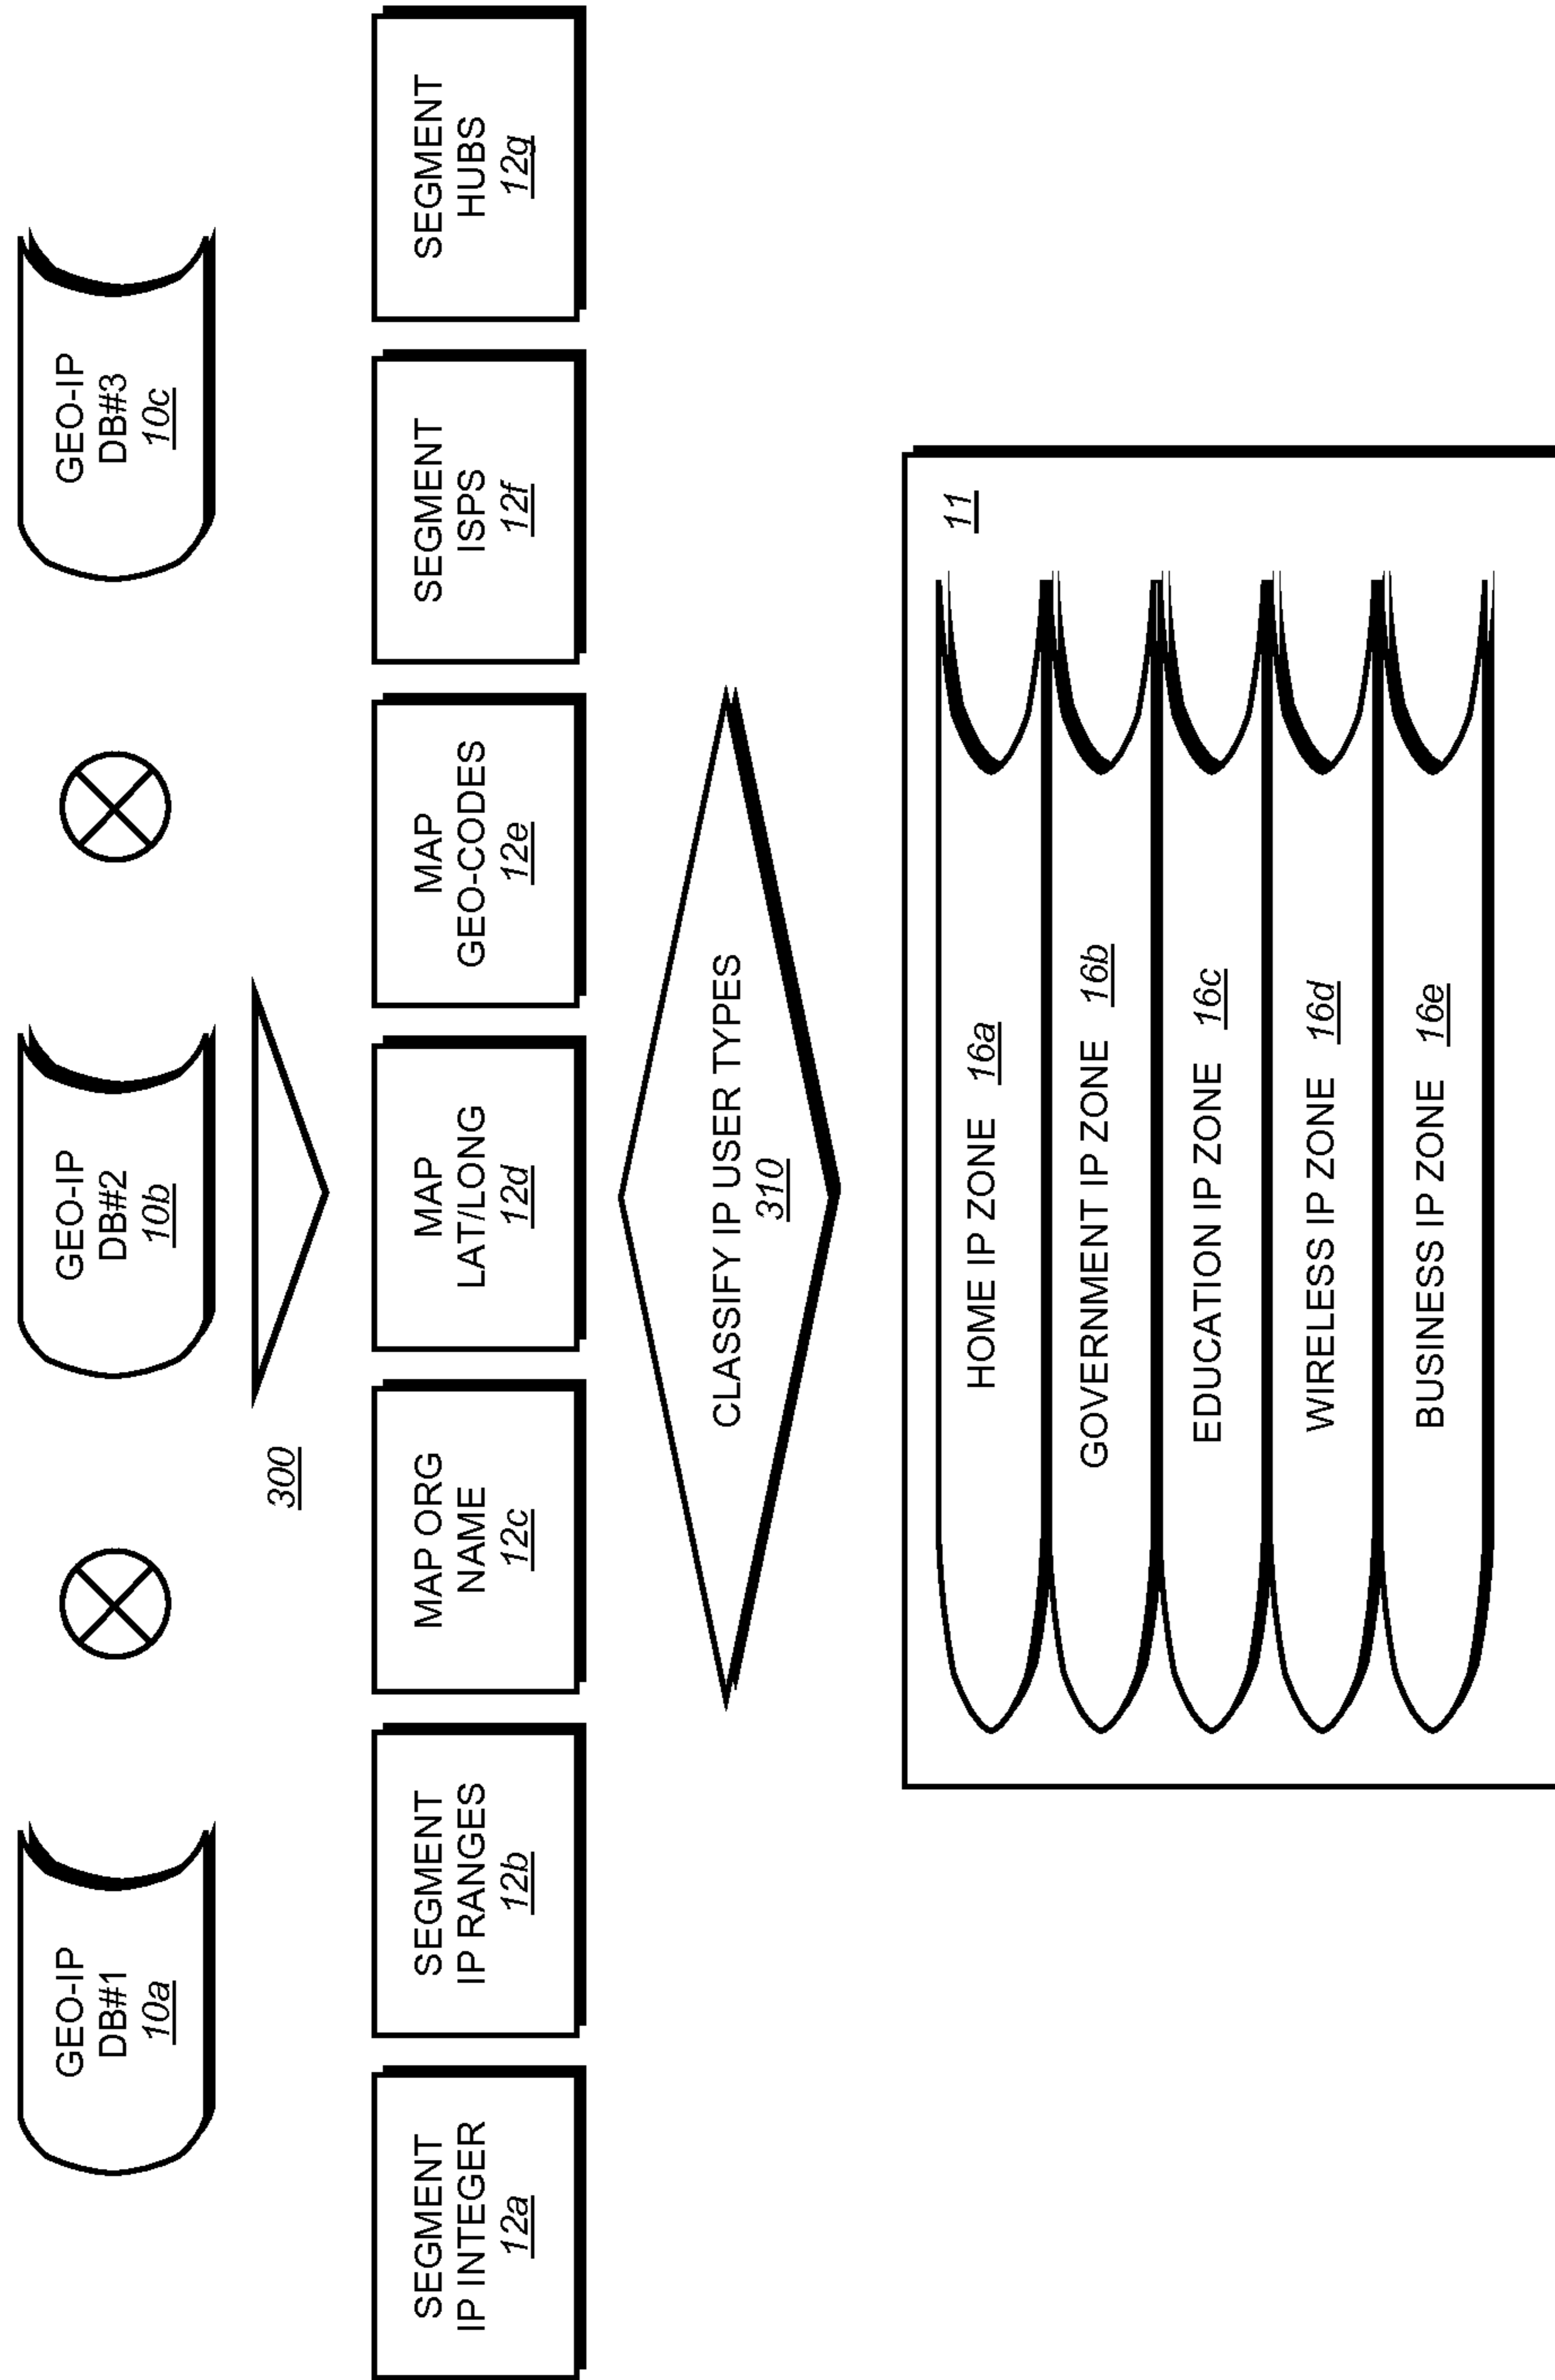 GEO-IP
DB#1
10a
GEO-IP
DB#2
10b
GEO-IP
DB#3
10c
300
SEGMENT
IP INTEGER
12a
SEGMENT
IP RANGES
12b
MAP ORG
NAME
12c
MAP
LAT/LONG
12d
MAP
GEO-CODES
12e
SEGMENT
ISPS
12f
SEGMENT
HUBS
12g
CLASSIFY IP USER TYPES
310
11
HOME IP ZONE 16a
GOVERNMENT IP ZONE 16b
EDUCATION IP ZONE 16c
WIRELESS IP ZONE 16d
BUSINESS IP ZONE 16e